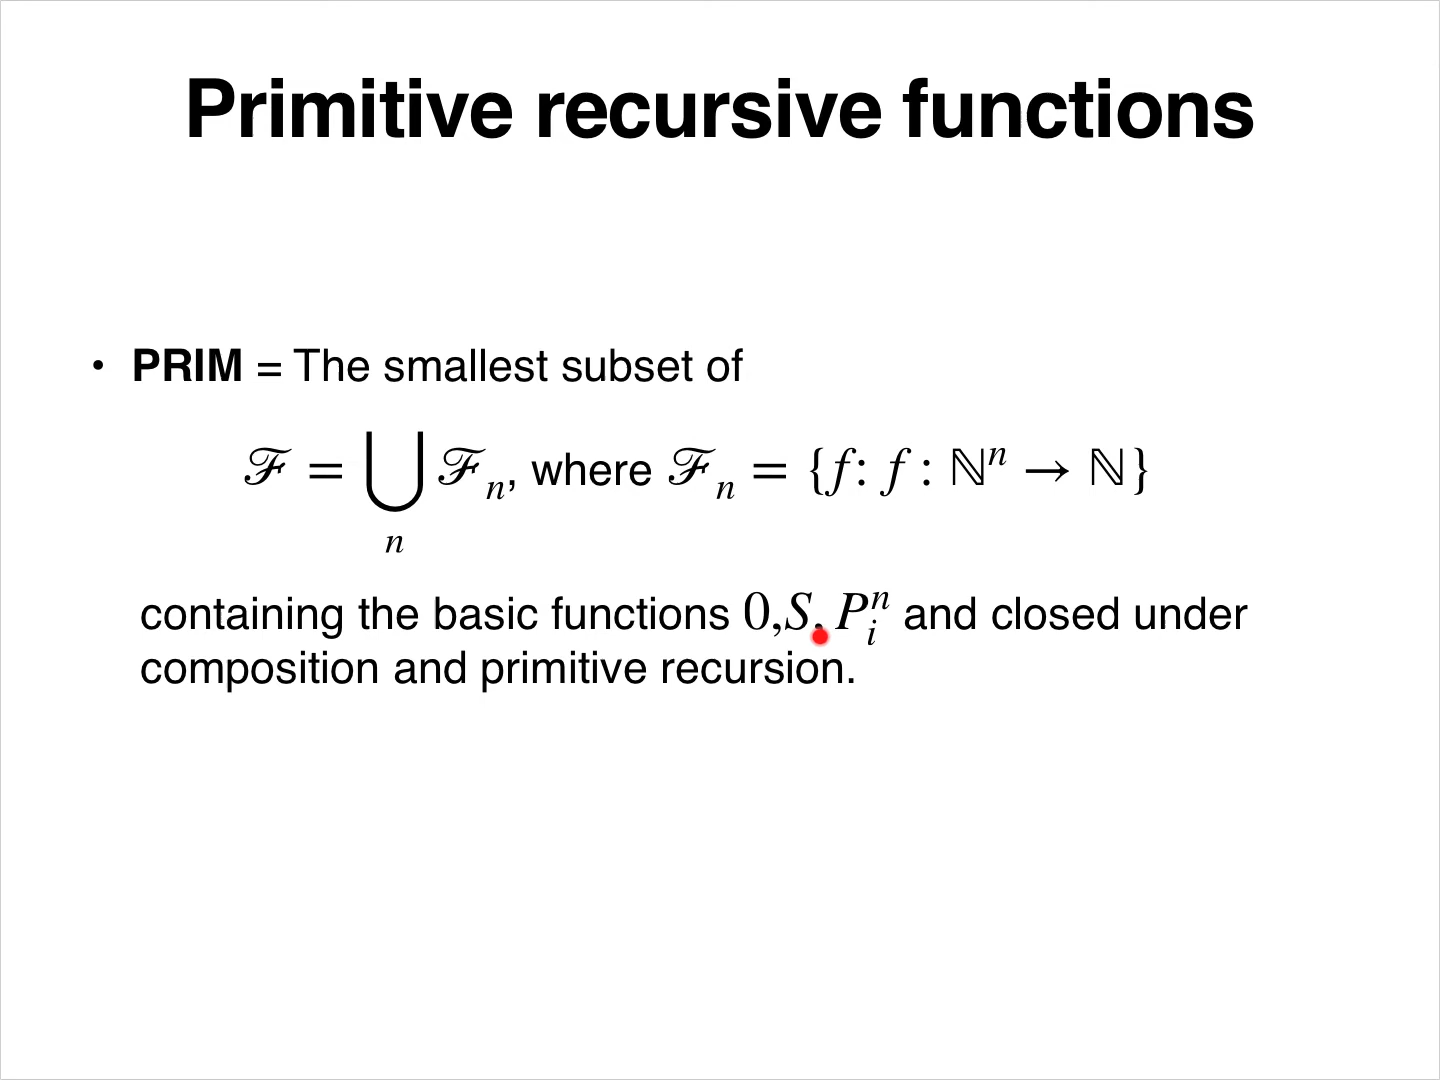 Primitive recursive functions
• PRIM = The smallest subset of
ℱ = ⋃ₙ ℱₙ, where ℱₙ = {f: f : ℕⁿ → ℕ}
containing the basic functions 0,S, Pᵢⁿ and closed under
composition and primitive recursion.